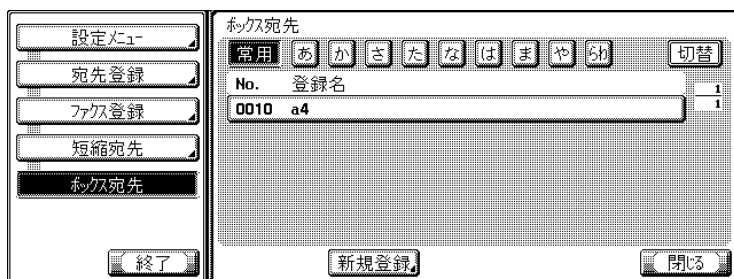 設定メニュー
宛先登録
ファクス登録
短縮宛先
ボックス宛先
終了
ボックス宛先
常用 あ か さ た な は ま や らわ 切替
No. 登録名
0010 a4
1
1
新規登録
閉じる